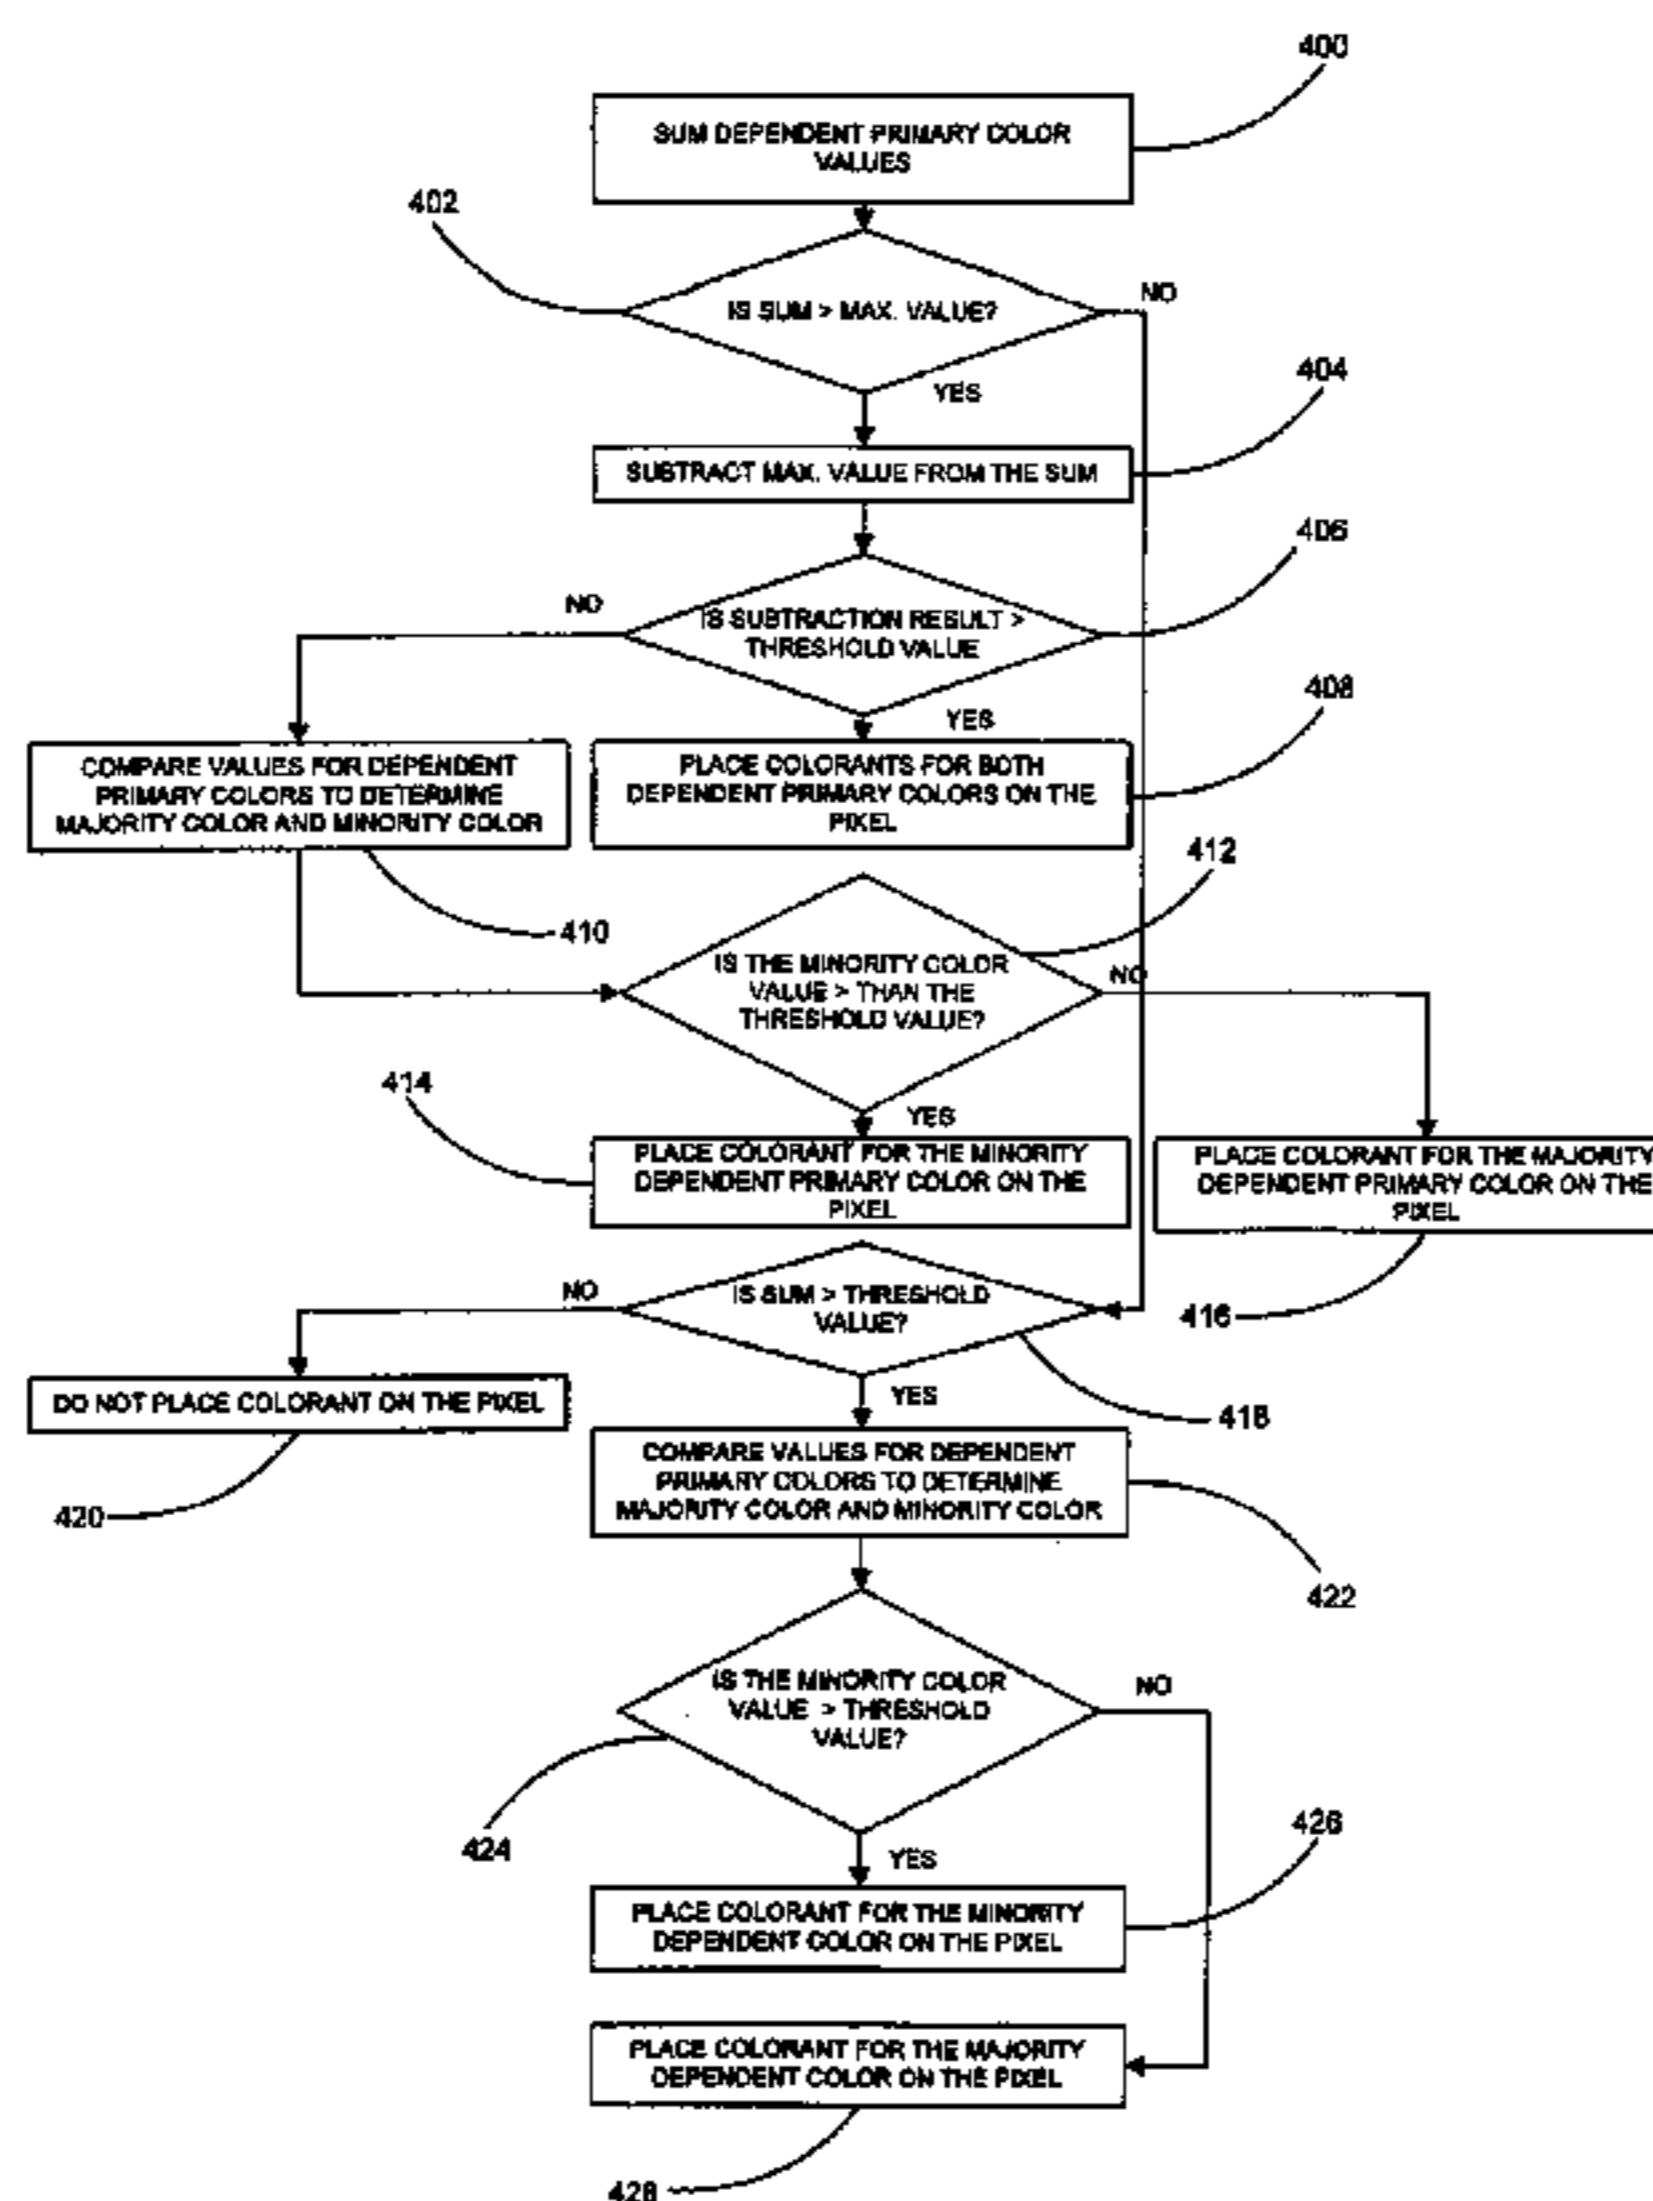 400
SUM DEPENDENT PRIMARY COLOR
VALUES
402
IS SUM > MAX. VALUE?
NO
YES
404
SUBTRACT MAX. VALUE FROM THE SUM
406
NO
IS SUBTRACTION RESULT >
THRESHOLD VALUE
YES
408
COMPARE VALUES FOR DEPENDENT
PRIMARY COLORS TO DETERMINE
MAJORITY COLOR AND MINORITY COLOR
PLACE COLORANTS FOR BOTH
DEPENDENT PRIMARY COLORS ON THE
PIXEL
410
412
IS THE MINORITY COLOR
VALUE > THAN THE
THRESHOLD VALUE?
NO
414
YES
PLACE COLORANT FOR THE MINORITY
DEPENDENT PRIMARY COLOR ON THE
PIXEL
PLACE COLORANT FOR THE MAJORITY
DEPENDENT PRIMARY COLOR ON THE
PIXEL
416
NO
IS SUM > THRESHOLD
VALUE?
YES
418
DO NOT PLACE COLORANT ON THE PIXEL
420
COMPARE VALUES FOR DEPENDENT
PRIMARY COLORS TO DETERMINE
MAJORITY COLOR AND MINORITY COLOR
422
IS THE MINORITY COLOR
VALUE > THRESHOLD
VALUE?
NO
424
YES
426
PLACE COLORANT FOR THE MINORITY
DEPENDENT COLOR ON THE PIXEL
PLACE COLORANT FOR THE MAJORITY
DEPENDENT COLOR ON THE PIXEL
428